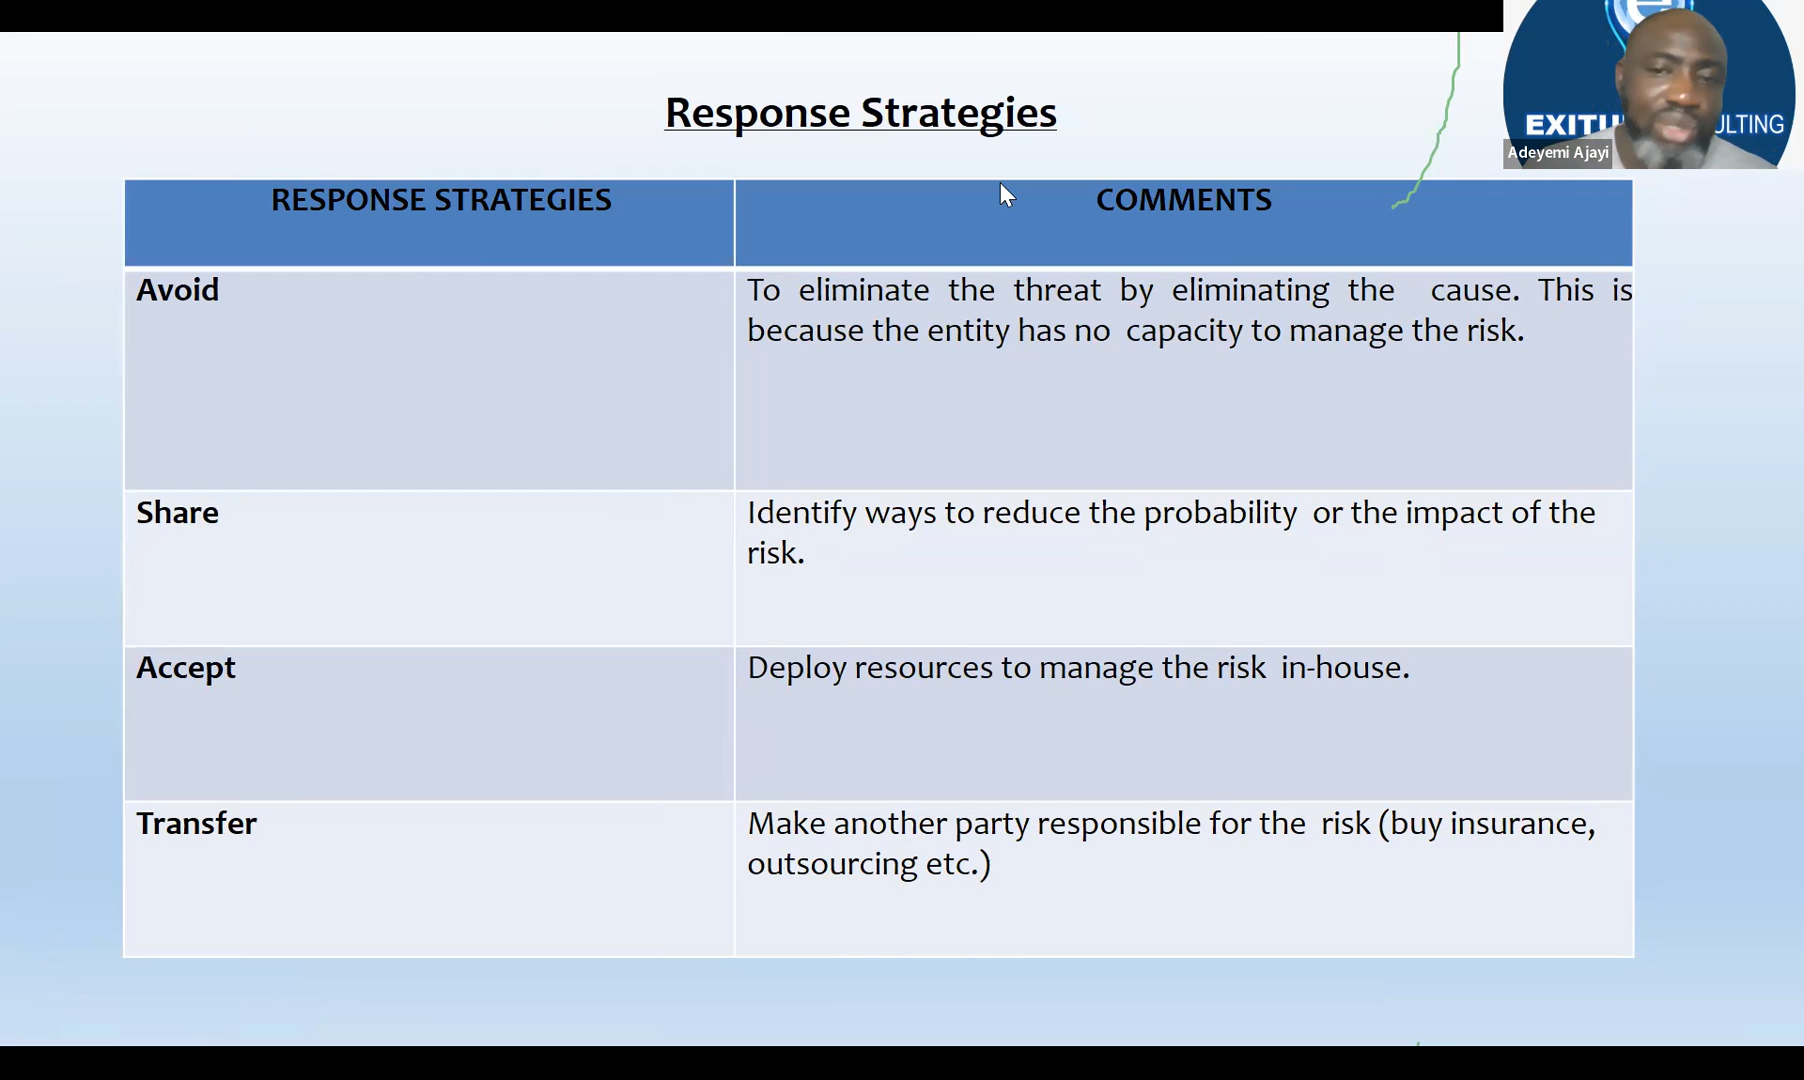 Response Strategies
EXITU
ULTING
Adeyemi Ajayi
RESPONSE STRATEGIES
COMMENTS
Avoid
To eliminate the threat by eliminating the cause. This is
because the entity has no capacity to manage the risk.
Share
Identify ways to reduce the probability or the impact of the
risk.
Accept
Deploy resources to manage the risk in-house.
Transfer
Make another party responsible for the risk (buy insurance,
outsourcing etc.)